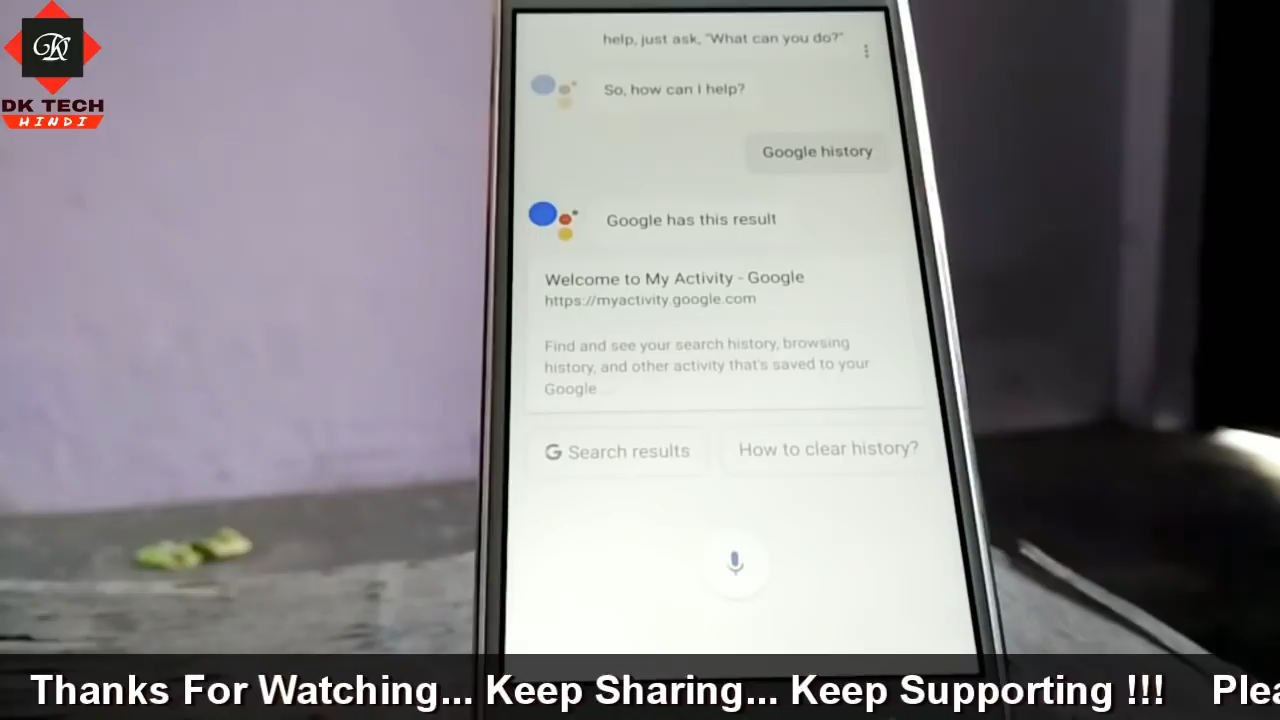 DK
DK TECH
HINDI
help, just ask, "What can you do?"
So, how can I help?
Google history
Google has this result
Welcome to My Activity - Google
https://myactivity.google.com
Find and see your search history, browsing
history, and other activity that's saved to your
Google ...
G Search results
How to clear history?
Thanks For Watching... Keep Sharing... Keep Supporting !!! Plea